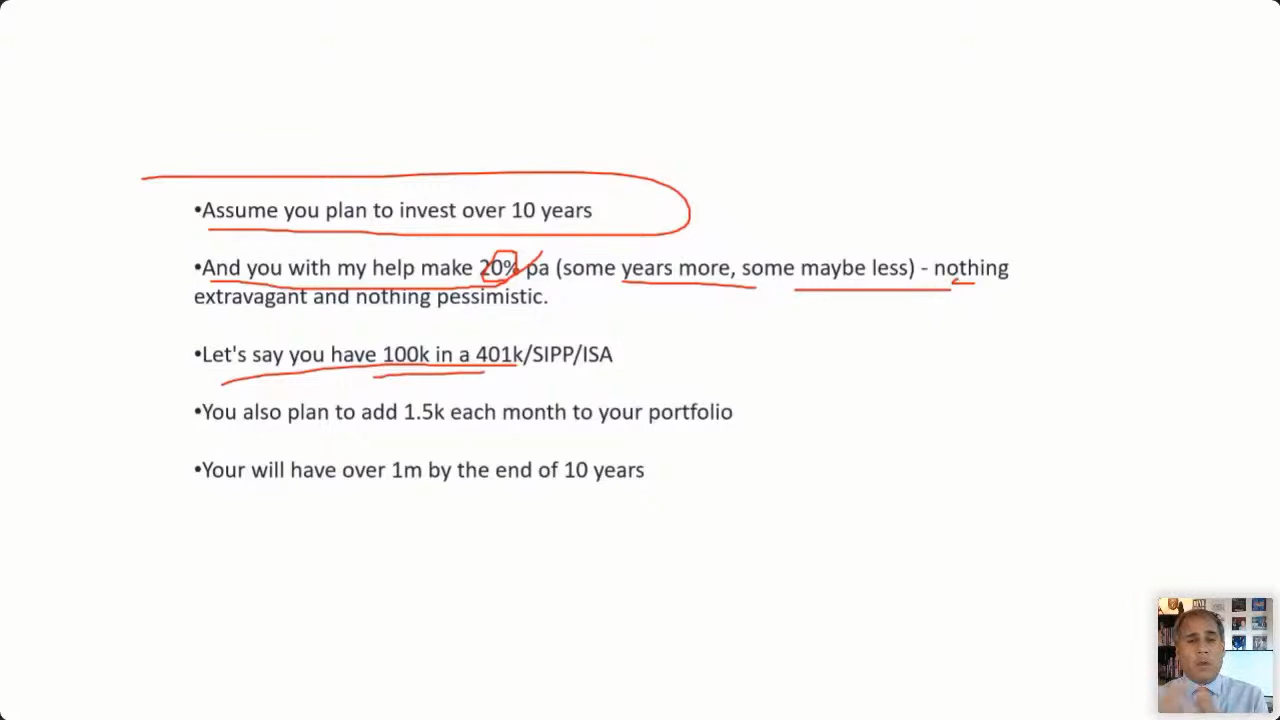 •Assume you plan to invest over 10 years
•And you with my help make 20% pa (some years more, some maybe less) - nothing
extravagant and nothing pessimistic.
•Let's say you have 100k in a 401k/SIPP/ISA
•You also plan to add 1.5k each month to your portfolio
•Your will have over 1m by the end of 10 years